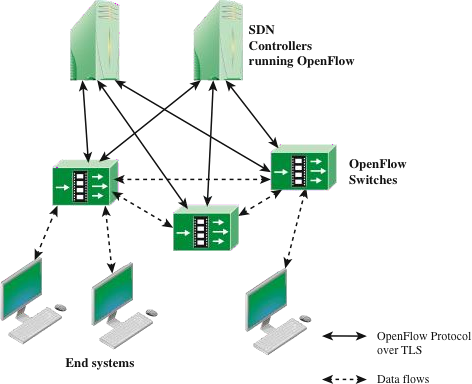 SDN
Controllers
running OpenFlow
OpenFlow
Switches
End systems
OpenFlow Protocol
over TLS
Data flows